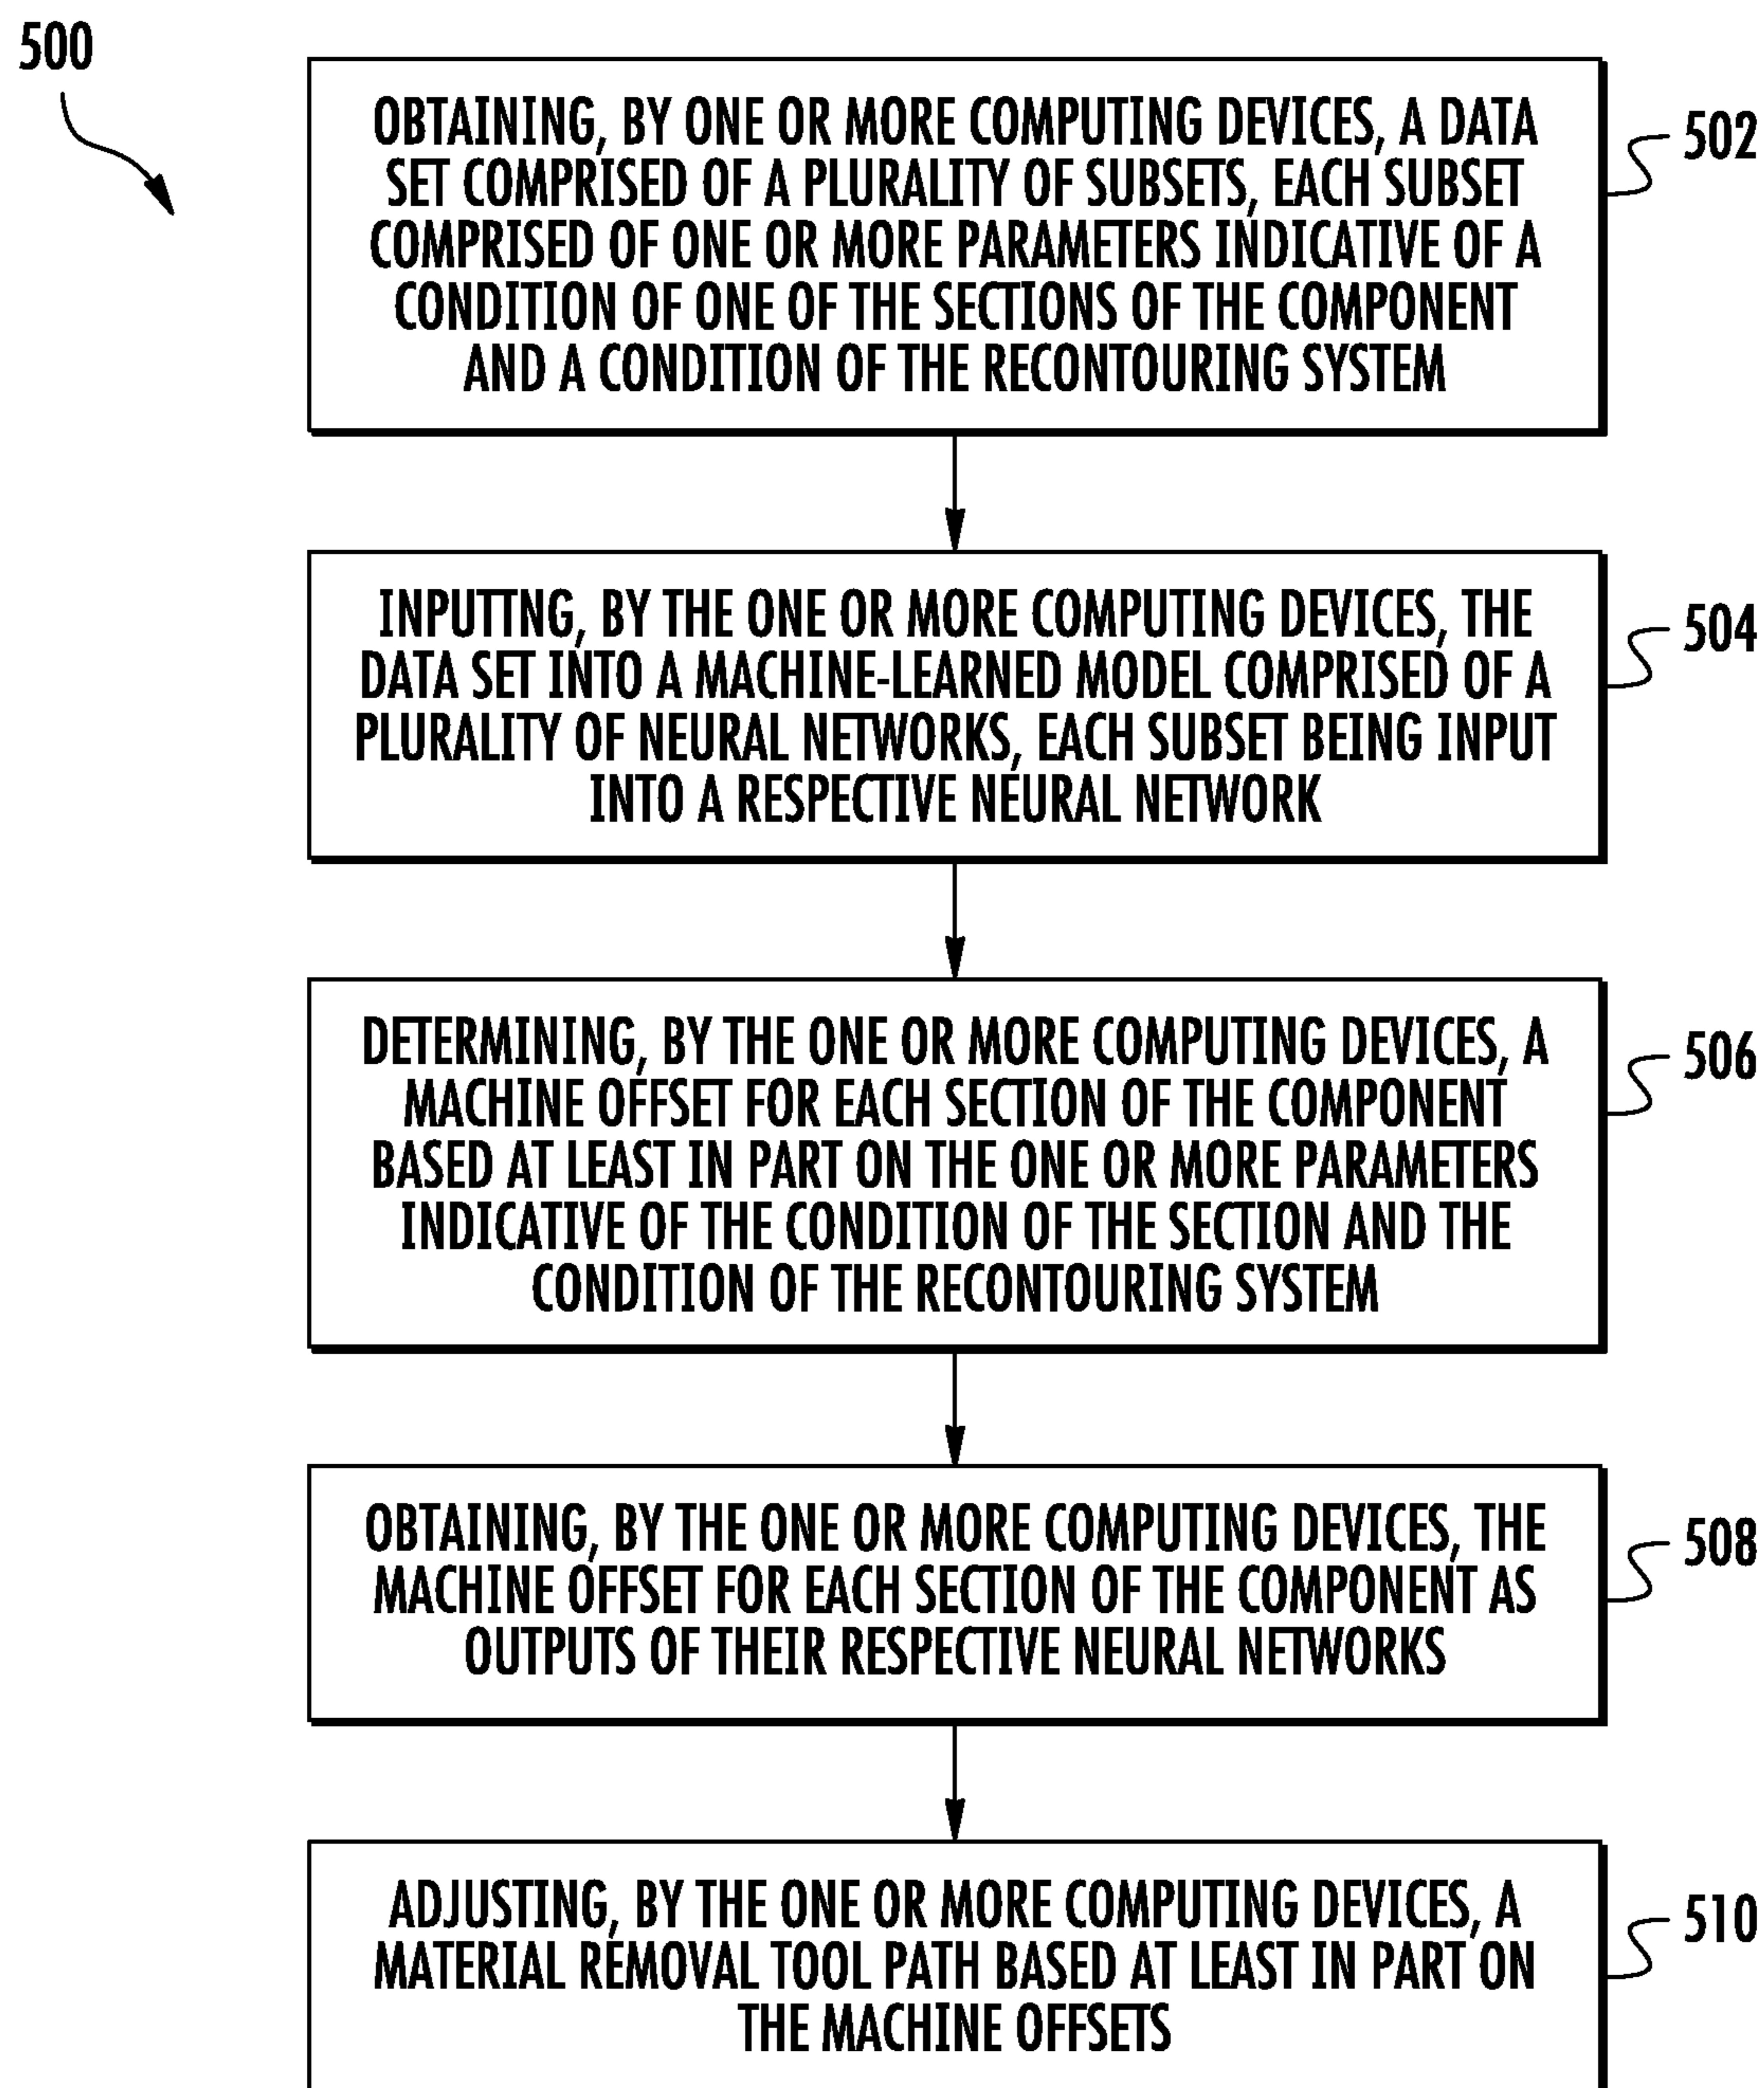 500
OBTAINING, BY ONE OR MORE COMPUTING DEVICES, A DATA
SET COMPRISED OF A PLURALITY OF SUBSETS, EACH SUBSET
COMPRISED OF ONE OR MORE PARAMETERS INDICATIVE OF A
CONDITION OF ONE OF THE SECTIONS OF THE COMPONENT
AND A CONDITION OF THE RECONTOURING SYSTEM
502
INPUTTNG, BY THE ONE OR MORE COMPUTING DEVICES, THE
DATA SET INTO A MACHINE-LEARNED MODEL COMPRISED OF A
PLURALITY OF NEURAL NETWORKS, EACH SUBSET BEING INPUT
INTO A RESPECTIVE NEURAL NETWORK
504
DETERMINING, BY THE ONE OR MORE COMPUTING DEVICES, A
MACHINE OFFSET FOR EACH SECTION OF THE COMPONENT
BASED AT LEAST IN PART ON THE ONE OR MORE PARAMETERS
INDICATIVE OF THE CONDITION OF THE SECTION AND THE
CONDITION OF THE RECONTOURING SYSTEM
506
OBTAINING, BY THE ONE OR MORE COMPUTING DEVICES, THE
MACHINE OFFSET FOR EACH SECTION OF THE COMPONENT AS
OUTPUTS OF THEIR RESPECTIVE NEURAL NETWORKS
508
ADJUSTING, BY THE ONE OR MORE COMPUTING DEVICES, A
MATERIAL REMOVAL TOOL PATH BASED AT LEAST IN PART ON
THE MACHINE OFFSETS
510